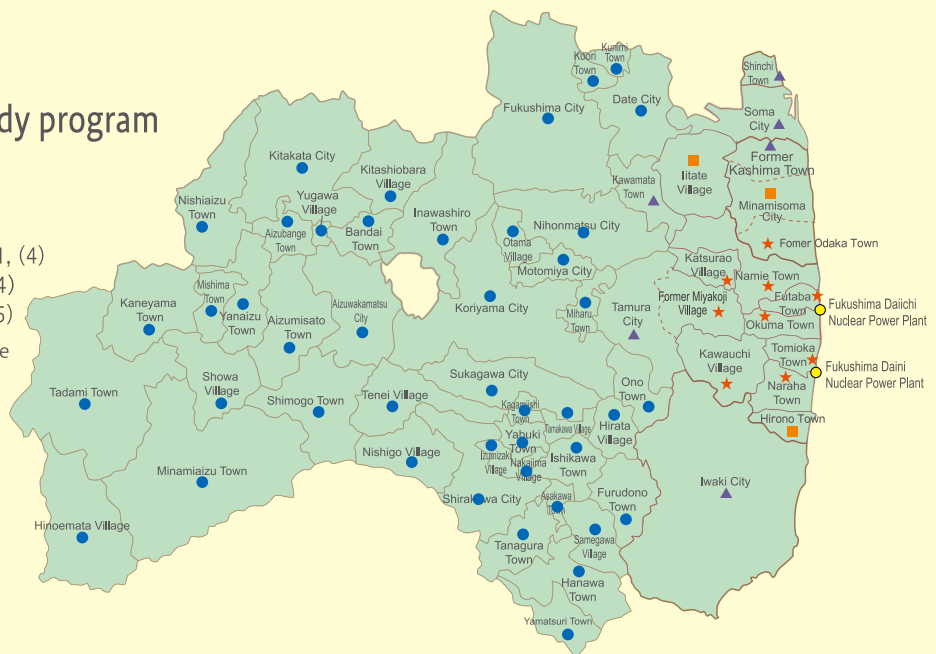 dy program
, (4)
4)
5)
e
Kunimi
Town
Koori
Town
Fukushima City
Date City
Shinchi
Town
Soma
City
Former
Kashima Town
Iitate
Village
Minamisoma
City
Fomer Odaka Town
Kawamata
Town
Kitakata City
Kitashiobara
Village
Nishiaizu
Town
Yugawa
Village
Aizubange
Town
Bandai
Town
Inawashiro
Town
Otama
Village
Nihonmatsu City
Motomiya City
Katsurao
Village
Namie Town
Former Miyakoji
Village
Futaba
Town
Okuma Town
Fukushima Daiichi
Nuclear Power Plant
Kaneyama
Town
Mishima
Town
Yanaizu
Town
Aizumisato
Town
Aizuwakamatsu
City
Koriyama City
Miharu
Town
Tamura
City
Kawauchi
Village
Tomioka
Town
Fukushima Daini
Nuclear Power Plant
Naraha
Town
Hirono Town
Tadami Town
Showa
Village
Shimogo Town
Tenei Village
Sukagawa City
Kagamiishi
Town
Tamakawa Village
Ono
Town
Hirata
Village
Yabuki
Town
Izumizaki
Village
Nakajima
Village
Ishikawa
Town
Nishigo Village
Minamiaizu Town
Shirakawa City
Asakawa
Town
Furudono
Town
Iwaki City
Hinoemata Village
Tanagura
Town
Samegawa
Village
Hanawa
Town
Yamatsuri Town